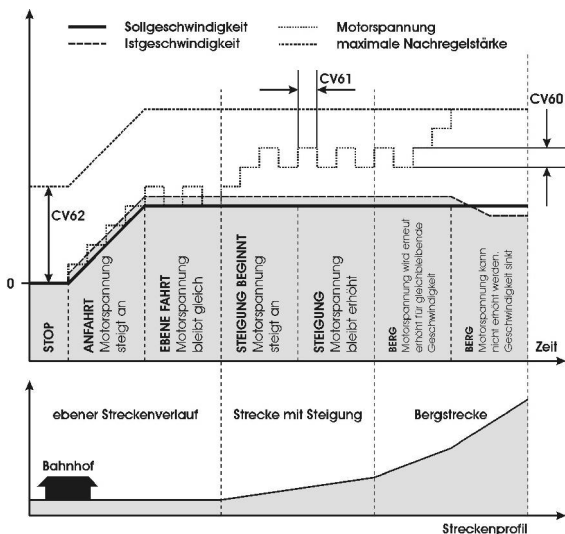 Sollgeschwindigkeit
Istgeschwindigkeit
Motorspannung
maximale Nachregelstärke
CV61
CV60
CV62
0
STOP
ANFAHRT
Motorspannung
steigt an
EBENE FAHRT
Motorspannung
bleibt gleich
STEIGUNG BEGINNT
Motorspannung
steigt an
STEIGUNG
Motorspannung
bleibt erhöht
BERG
Motorspannung wird erneut
erhöht für gleichbleibende
Geschwindigkeit
BERG
Motorspannung kann
nicht erhöht werden.
Geschwindigkeit sinkt
Zeit
ebener Streckenverlauf
Strecke mit Steigung
Bergstrecke
Bahnhof
Streckenprofil